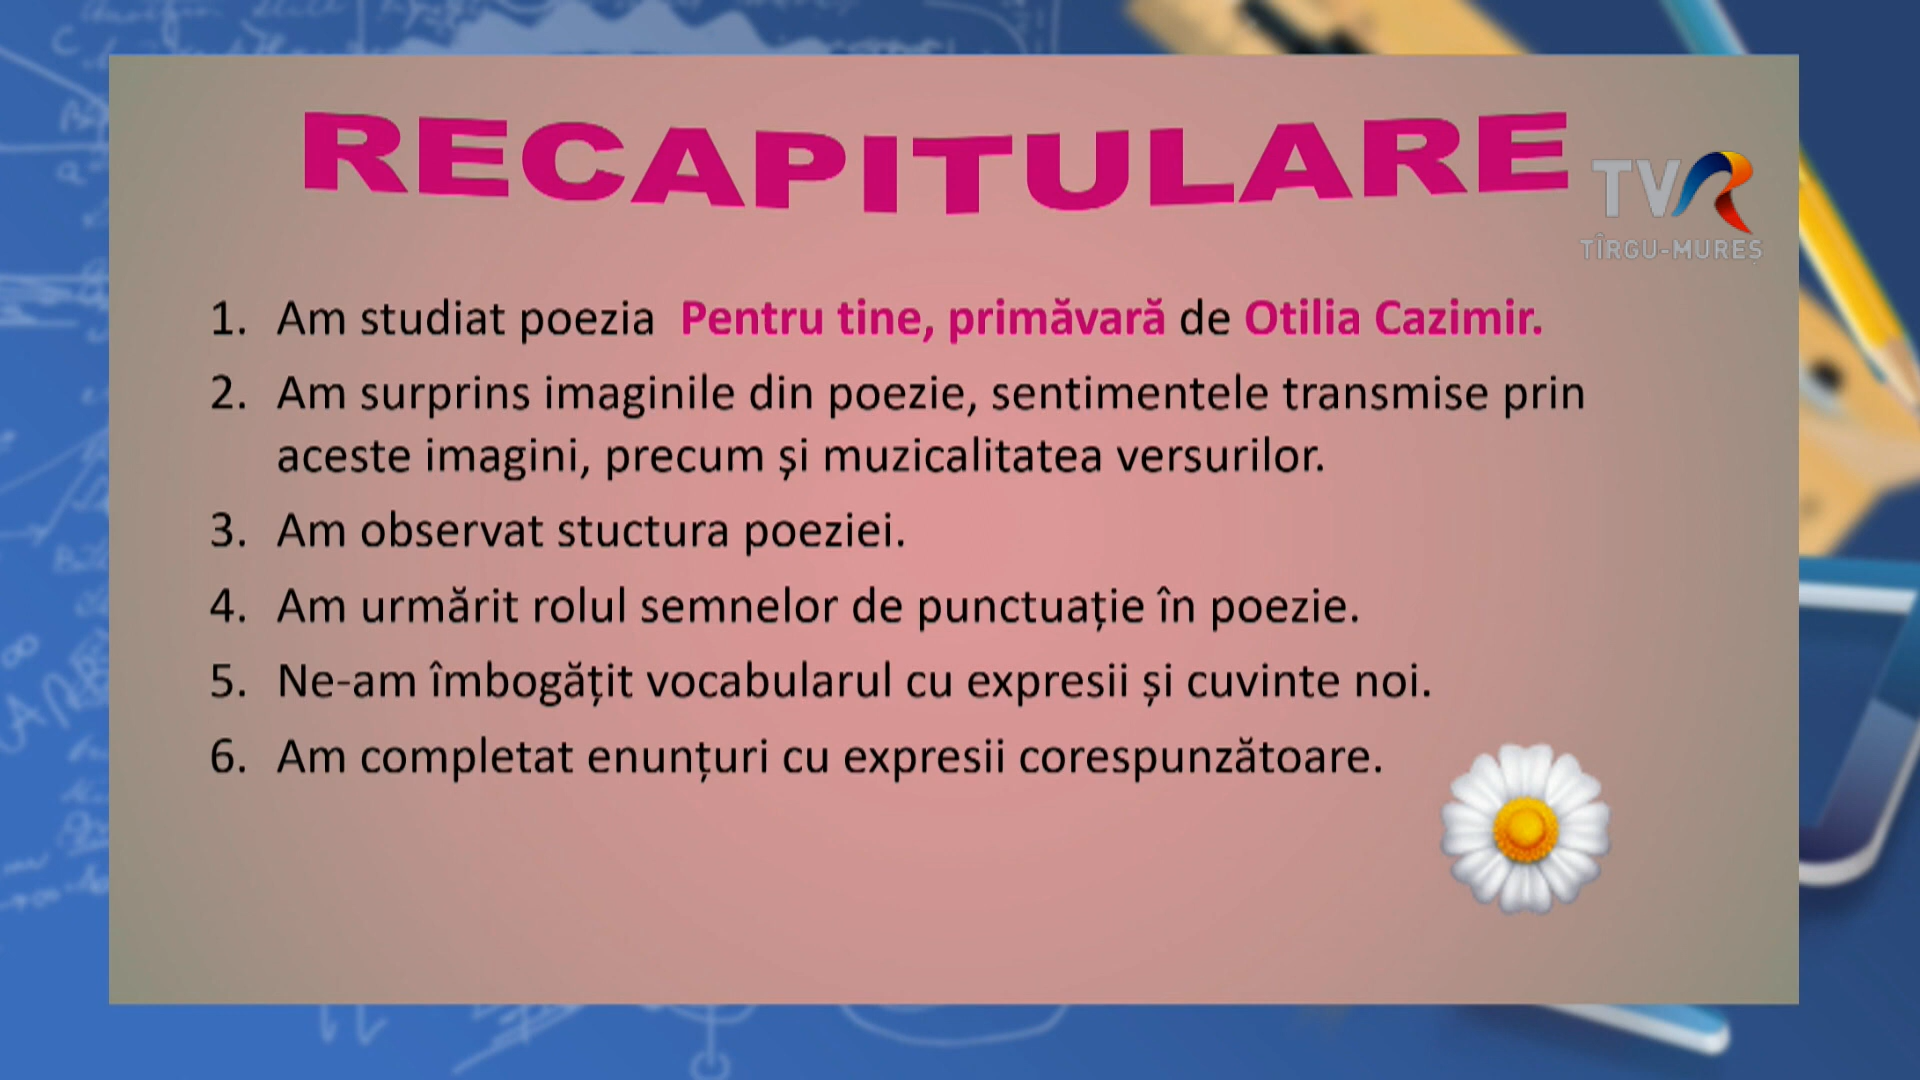 RECAPITULARE
TVR
TÎRGU-MUREȘ
1. Am studiat poezia Pentru tine, primăvară de Otilia Cazimir.
2. Am surprins imaginile din poezie, sentimentele transmise prin
aceste imagini, precum și muzicalitatea versurilor.
3. Am observat stuctura poeziei.
4. Am urmărit rolul semnelor de punctuație în poezie.
5. Ne-am îmbogățit vocabularul cu expresii și cuvinte noi.
6. Am completat enunțuri cu expresii corespunzătoare.